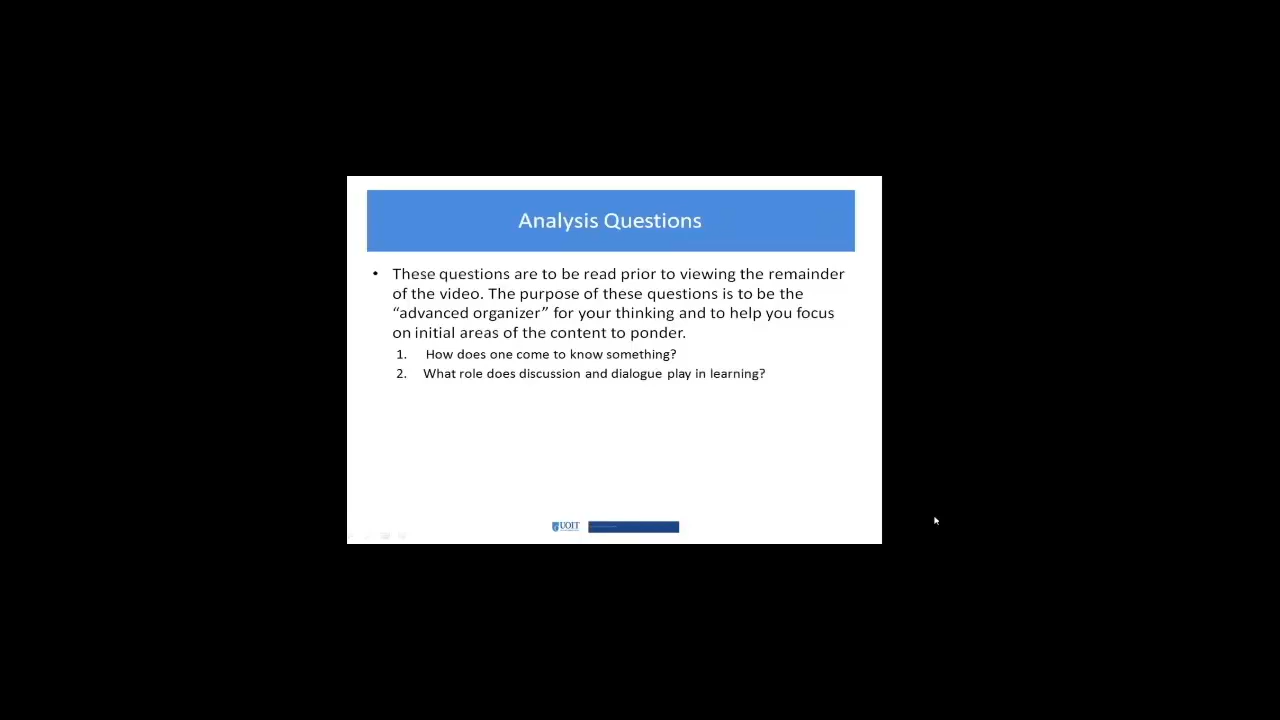 Analysis Questions
• These questions are to be read prior to viewing the remainder
of the video. The purpose of these questions is to be the
“advanced organizer” for your thinking and to help you focus
on initial areas of the content to ponder.
1. How does one come to know something?
2. What role does discussion and dialogue play in learning?
UOIT